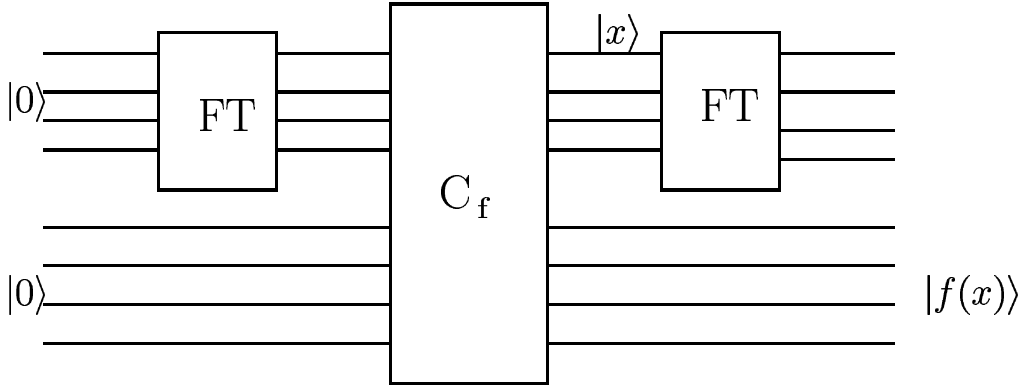 |x⟩
|0⟩ FT FT
C_f
|0⟩ |f(x)⟩